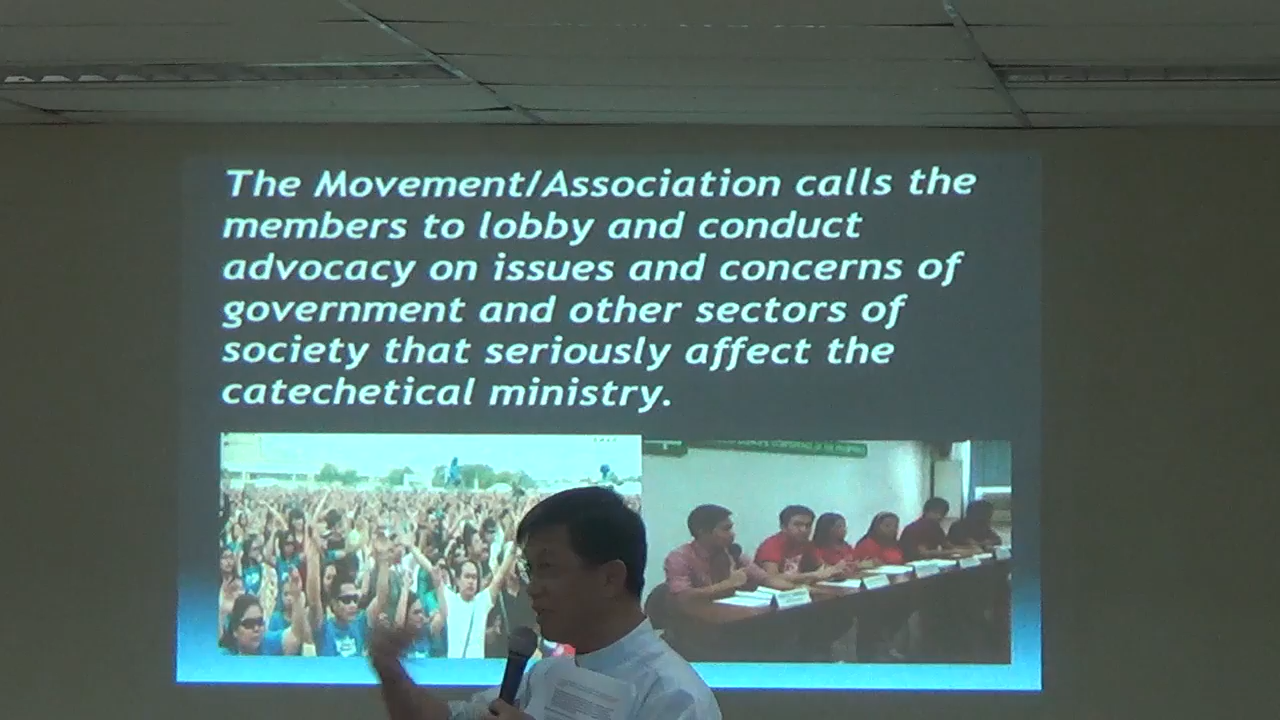 The Movement/Association calls the
members to lobby and conduct
advocacy on issues and concerns of
government and other sectors of
society that seriously affect the
catechetical ministry.